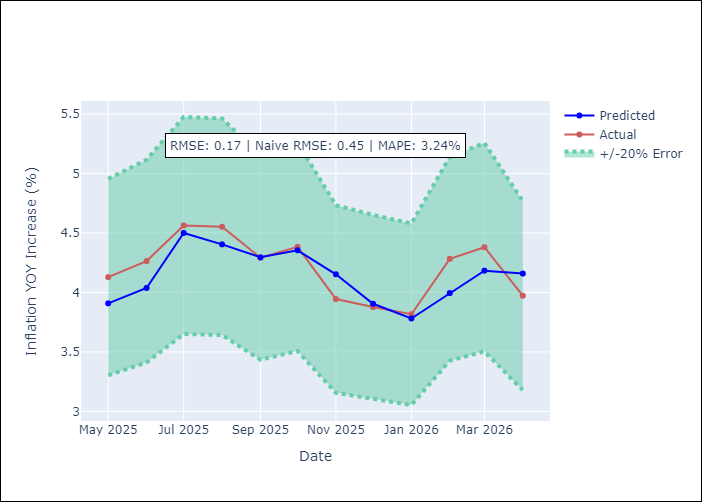 Predicted
Actual
+/-20% Error
RMSE: 0.17 | Naive RMSE: 0.45 | MAPE: 3.24%
Inflation YOY Increase (%)
5.5
5
4.5
4
3.5
3
May 2025 Jul 2025 Sep 2025 Nov 2025 Jan 2026 Mar 2026
Date